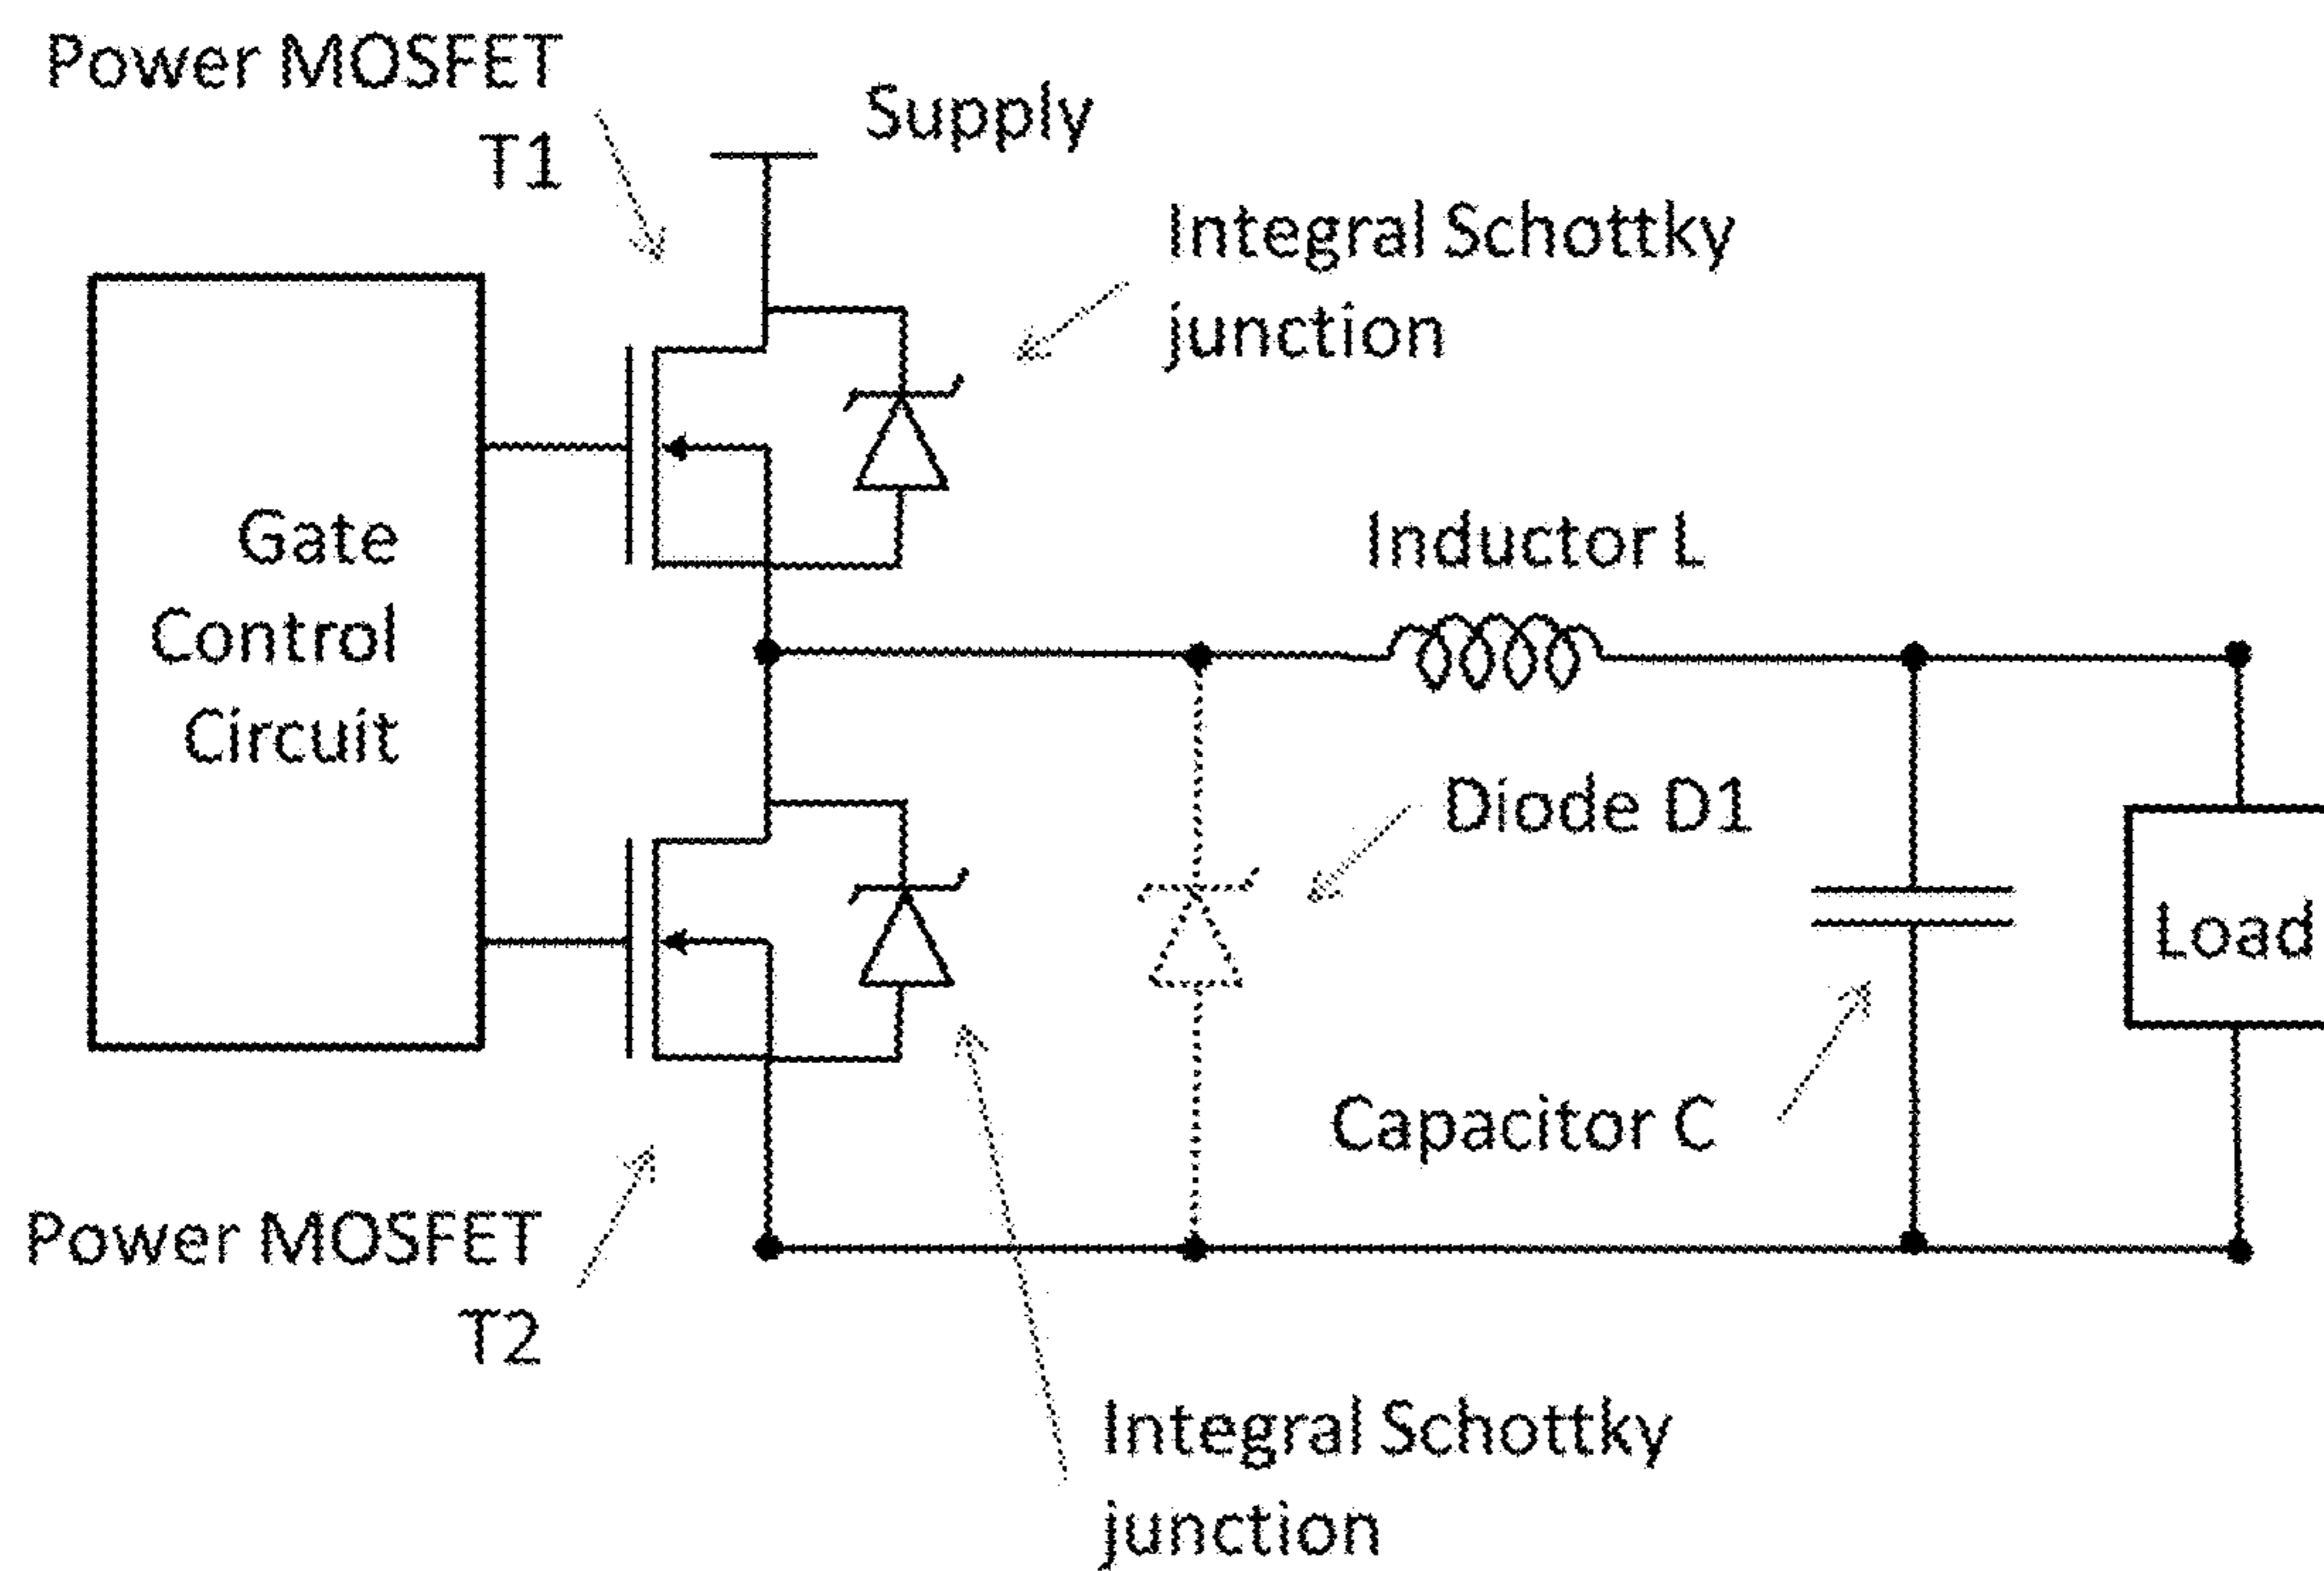 Power MOSFET
T1
Supply
Integral Schottky
junction
Gate
Control
Circuit
Inductor L
Diode D1
Load
Capacitor C
Power MOSFET
T2
Integral Schottky
junction